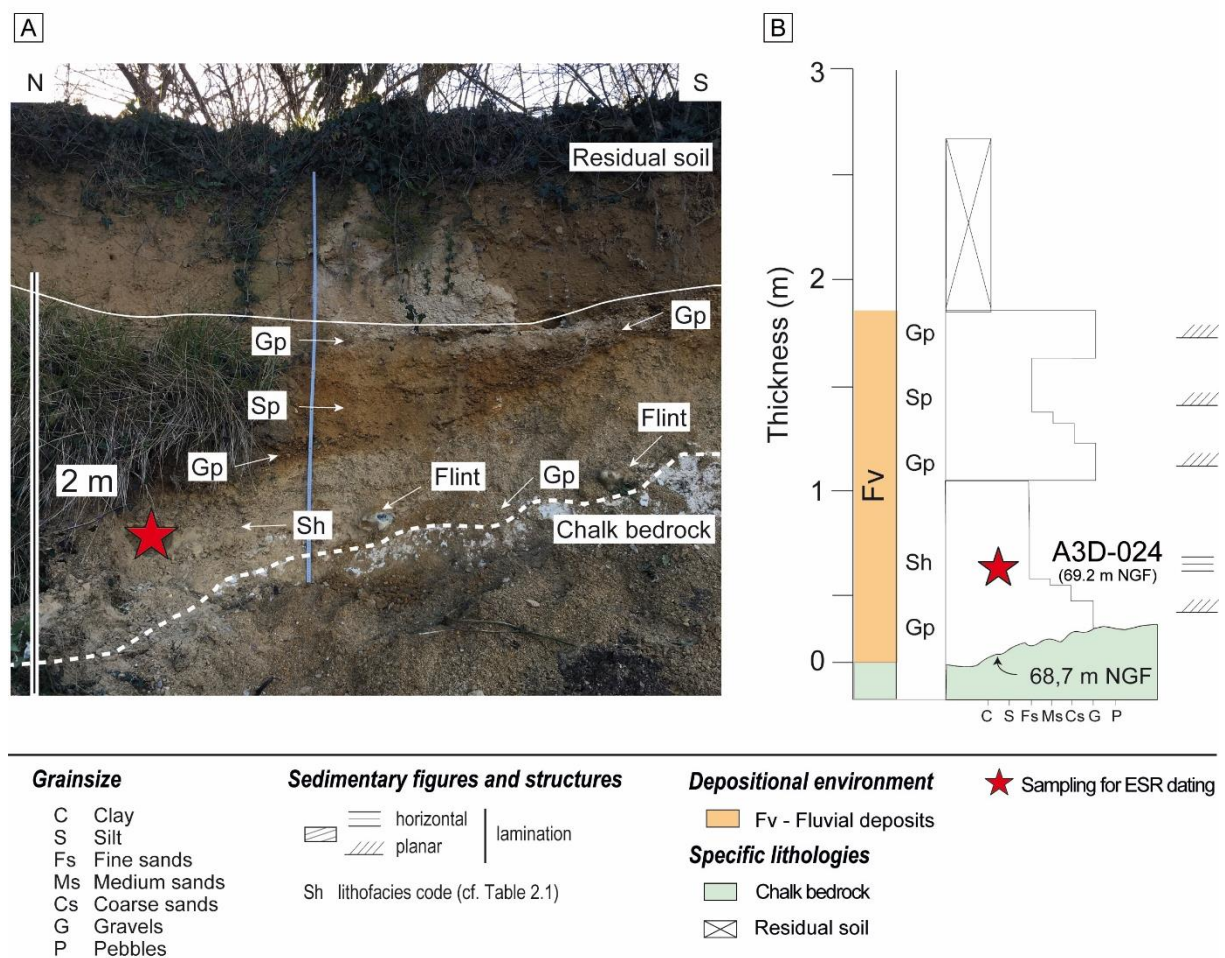 A
N
S
Residual soil
Gp
Gp
Sp
Flint
Gp
Flint
Gp
2 m
Sh
Chalk bedrock
B
3
2
1
0
Thickness (m)
Fv
Gp
Sp
Gp
Sh
Gp
A3D-024
(69.2 m NGF)
68,7 m NGF
C S Fs Ms Cs G P
Grainsize
C Clay
S Silt
Fs Fine sands
Ms Medium sands
Cs Coarse sands
G Gravels
P Pebbles
Sedimentary figures and structures
horizontal
planar
lamination
Sh lithofacies code (cf. Table 2.1)
Depositional environment
Fv - Fluvial deposits
Specific lithologies
Chalk bedrock
Residual soil
Sampling for ESR dating